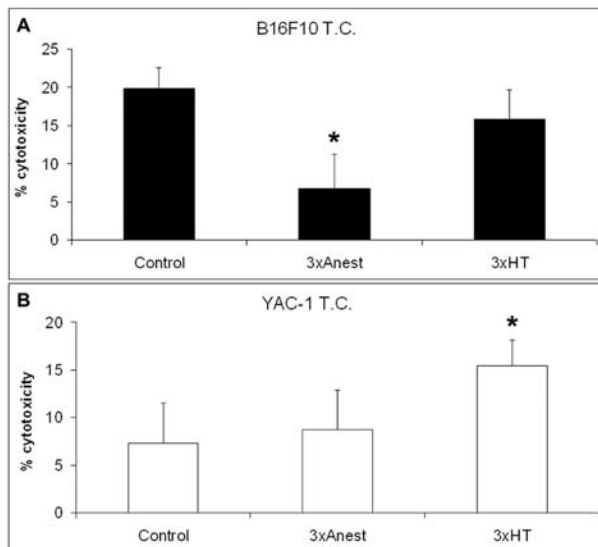 A
B16F10 T.C.
% cytotoxicity
25
20
15
10
5
0
*
Control 3xAnest 3xHT
B
YAC-1 T.C.
% cytotoxicity
20
15
10
5
0
*
Control 3xAnest 3xHT